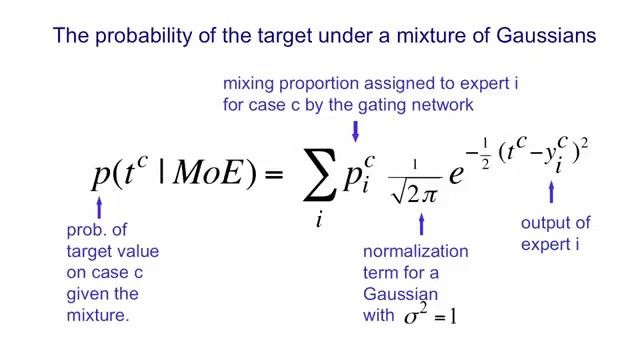 The probability of the target under a mixture of Gaussians
mixing proportion assigned to expert i
for case c by the gating network
p(t^c | MoE) = ∑_i p_i^c 1/√2π e^{-1/2 (t^c - y_i^c)^2}
prob. of
target value
on case c
given the
mixture.
normalization
term for a
Gaussian
with σ^2 = 1
output of
expert i